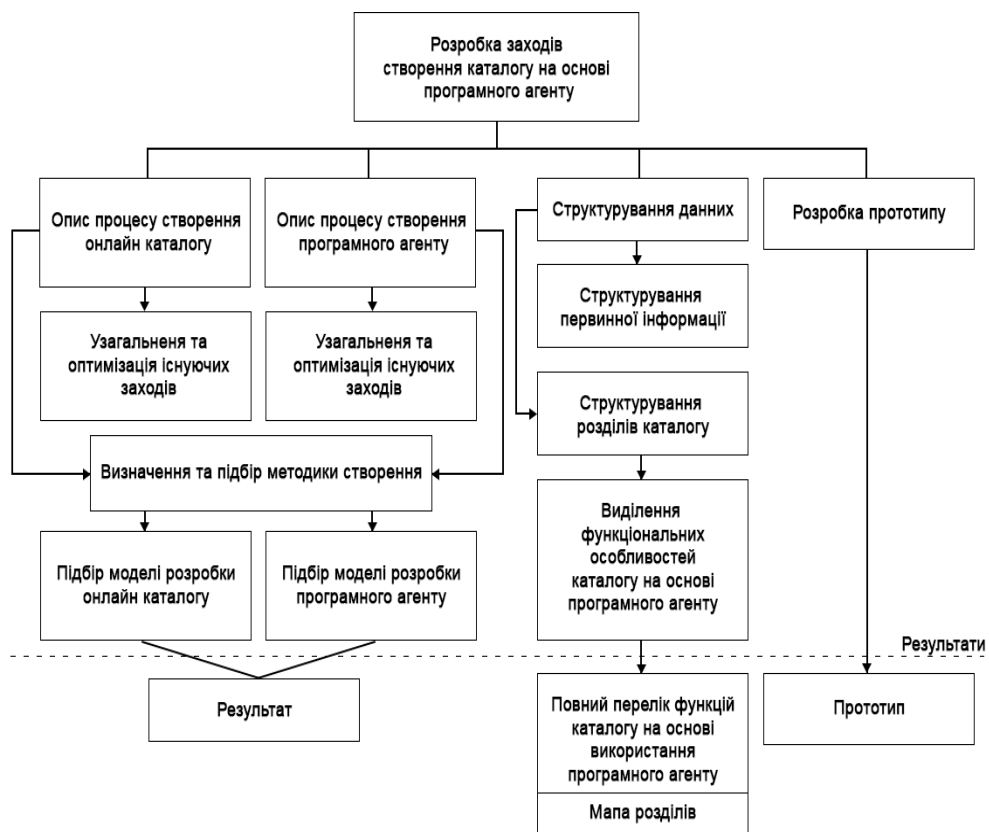 Розробка заходів
створення каталогу на основі
програмного агенту
Опис процесу створення
онлайн каталогу
Опис процесу створення
програмного агенту
Структурування данних
Розробка прототипу
Структурування
первинної інформації
Узагальненя та
оптимізація існуючих
заходів
Узагальненя та
оптимізація існуючих
заходів
Структурування
розділів каталогу
Визначення та підбір методики створення
Виділення
функціональних
особливостей
каталогу на основі
програмного агенту
Підбір моделі розробки
онлайн каталогу
Підбір моделі розробки
програмного агенту
Результати
Результат
Повний перелік функцій
каталогу на основі
використання
програмного агенту
Мапа розділів
Прототип